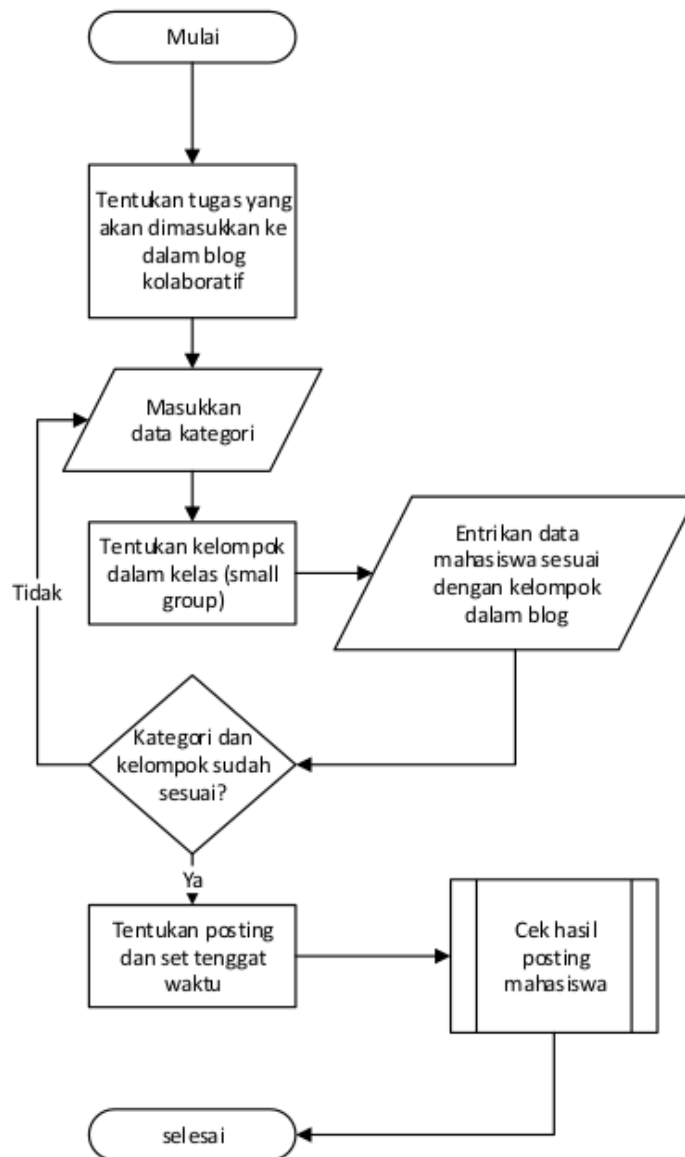 Mulai
Tentukan tugas yang
akan dimasukkan ke
dalam blog
kolaboratif
Masukkan
data kategori
Tentukan kelompok
dalam kelas (small
group)
Entrikan data
mahasiswa sesuai
dengan kelompok
dalam blog
Tidak
Kategori dan
kelompok sudah
sesuai?
Ya
Tentukan posting
dan set tenggat
waktu
Cek hasil
posting
mahasiswa
selesai